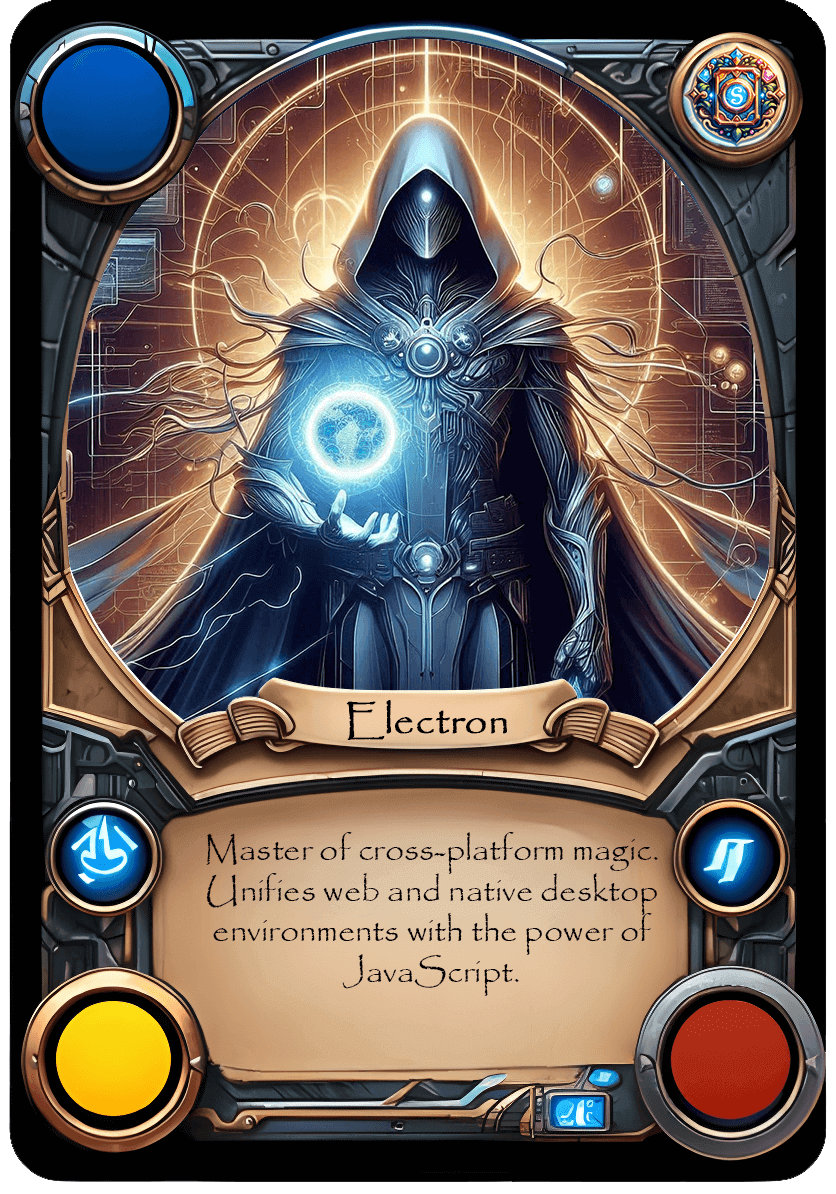 S
Electron
Master of cross-platform magic.
Unifies web and native desktop
environments with the power of
JavaScript.